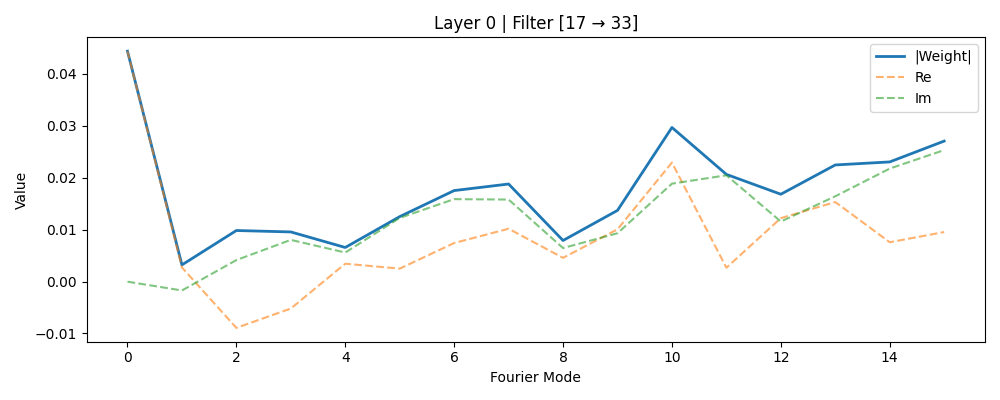 Layer 0 | Filter [17 → 33]
|Weight|
Re
Im
Value
0.04
0.03
0.02
0.01
0.00
−0.01
0 2 4 6 8 10 12 14
Fourier Mode